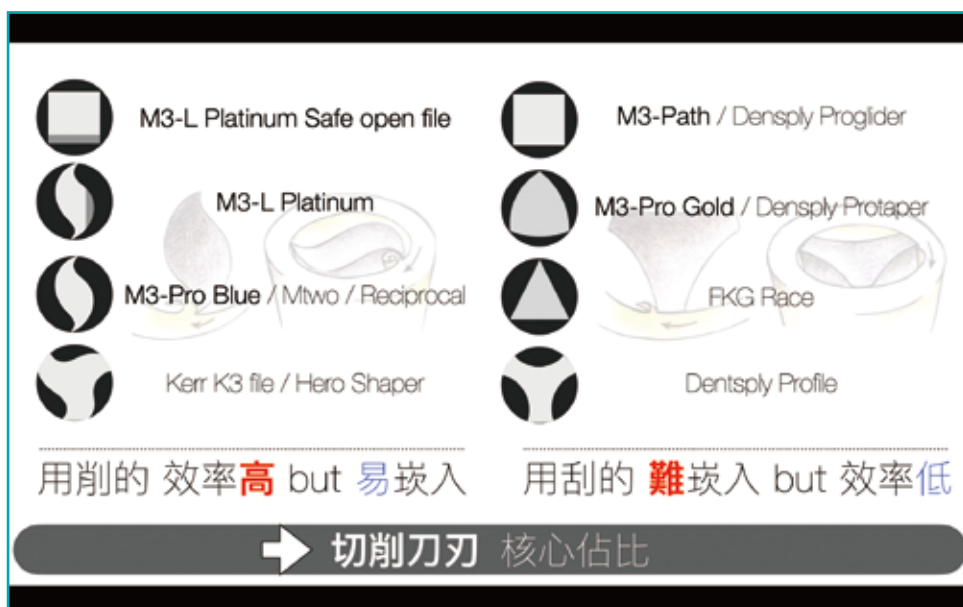 M3-L Platinum Safe open file
M3-L Platinum
M3-Pro Blue / Mtwo / Reciprocal
Kerr K3 file / Hero Shaper
用削的 效率高 but 易崁入
M3-Path / Densply Proglider
M3-Pro Gold / Densply Protaper
FKG Race
Dentsply Profile
用刮的 難崁入 but 效率低
切削刀刃 核心佔比